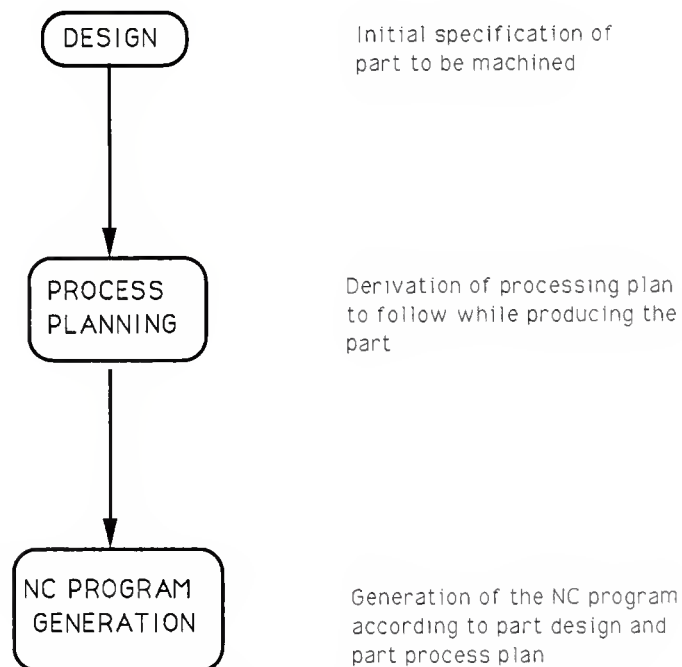 DESIGN
Initial specification of
part to be machined
PROCESS
PLANNING
Derivation of processing plan
to follow while producing the
part
NC PROGRAM
GENERATION
Generation of the NC program
according to part design and
part process plan